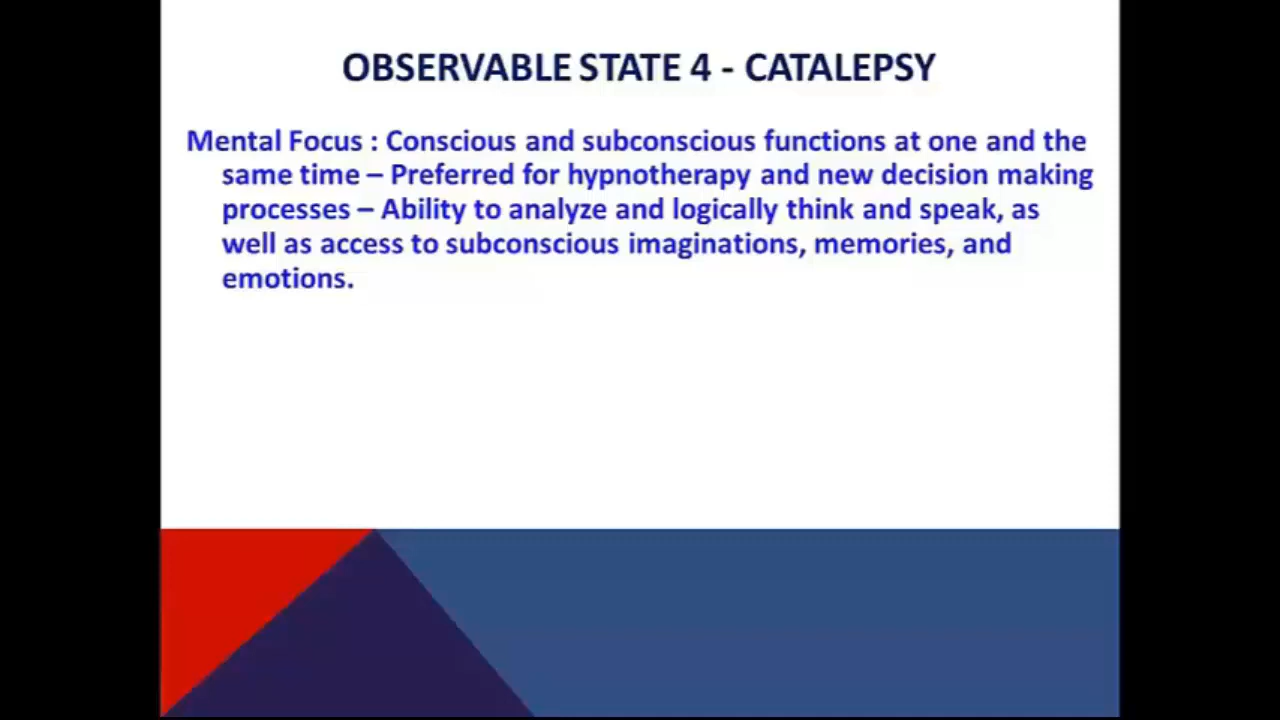 OBSERVABLE STATE 4 - CATALEPSY
Mental Focus : Conscious and subconscious functions at one and the
same time – Preferred for hypnotherapy and new decision making
processes – Ability to analyze and logically think and speak, as
well as access to subconscious imaginations, memories, and
emotions.